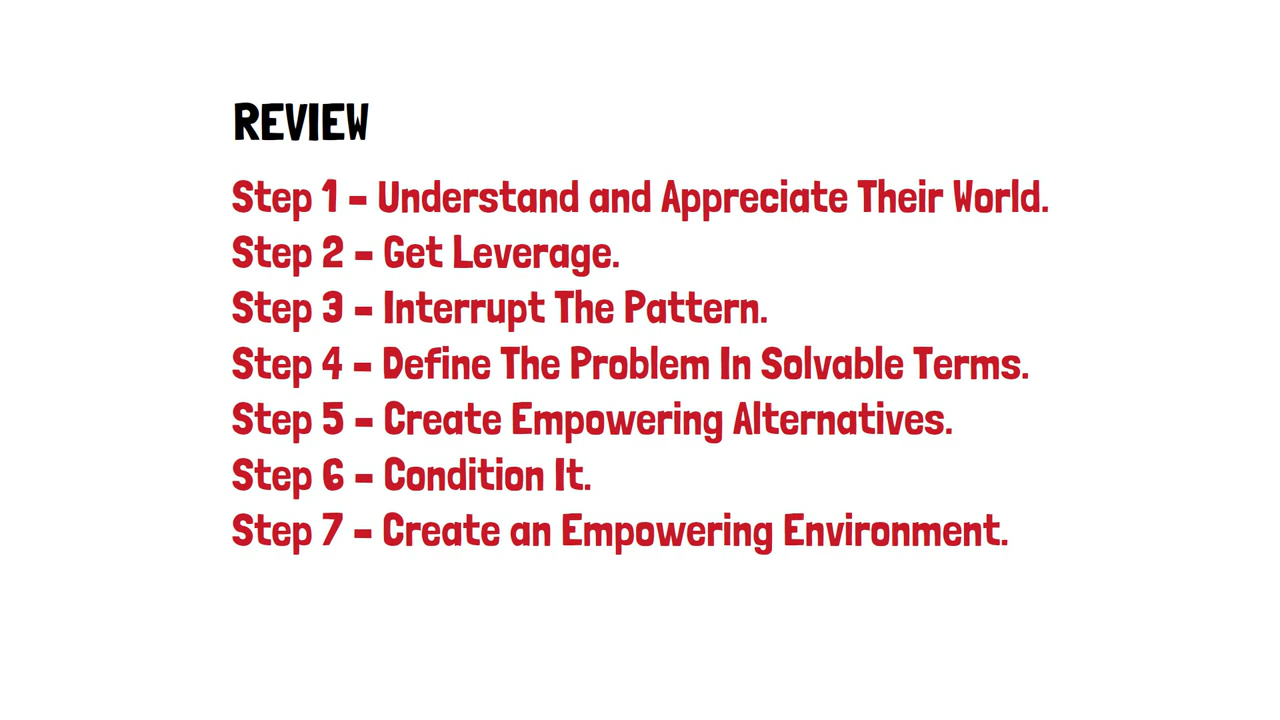 REVIEW
Step 1 - Understand and Appreciate Their World.
Step 2 - Get Leverage.
Step 3 - Interrupt The Pattern.
Step 4 - Define The Problem In Solvable Terms.
Step 5 - Create Empowering Alternatives.
Step 6 - Condition It.
Step 7 - Create an Empowering Environment.